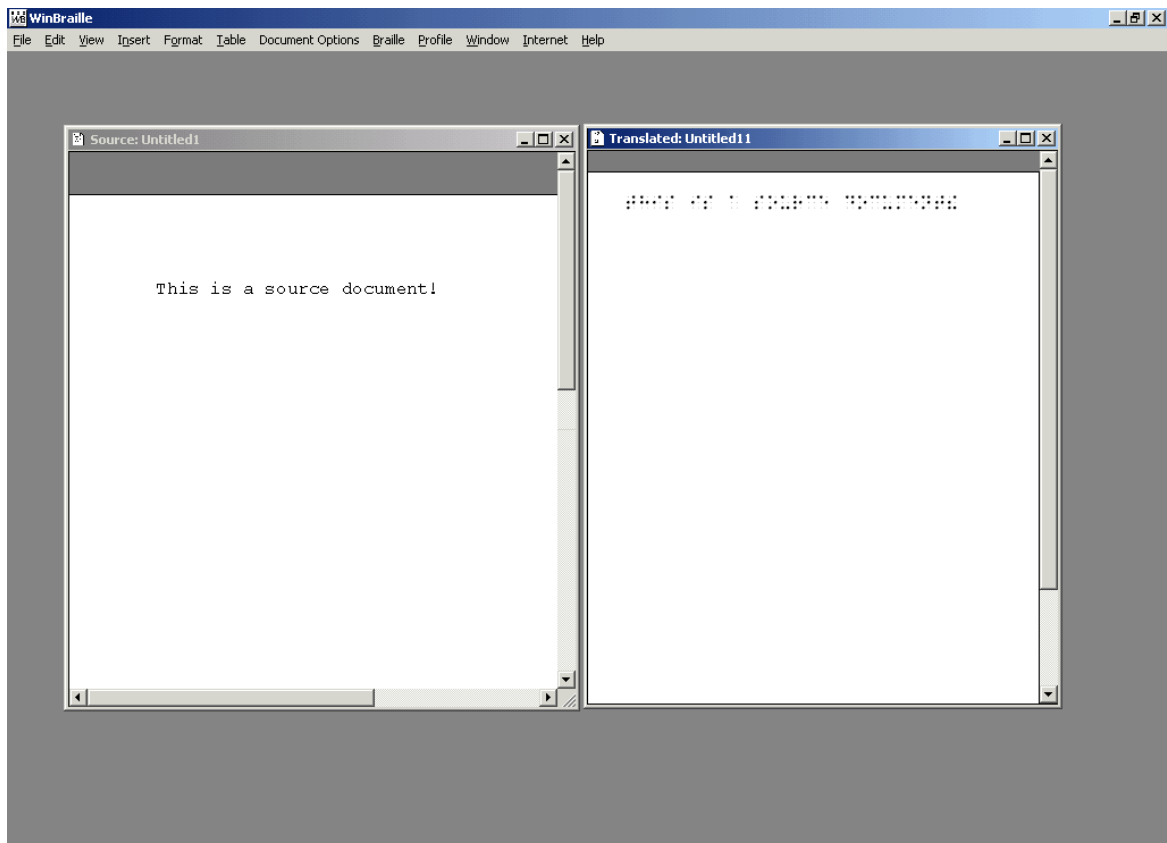 WinBraille
File Edit View Insert Format Table Document Options Braille Profile Window Internet Help
Source: Untitled1
This is a source document!
Translated: Untitled11
⠞⠓⠊⠎ ⠊⠎ ⠁ ⠎⠕⠥⠗⠉⠑ ⠙⠕⠉⠥⠍⠑⠝⠞⠮